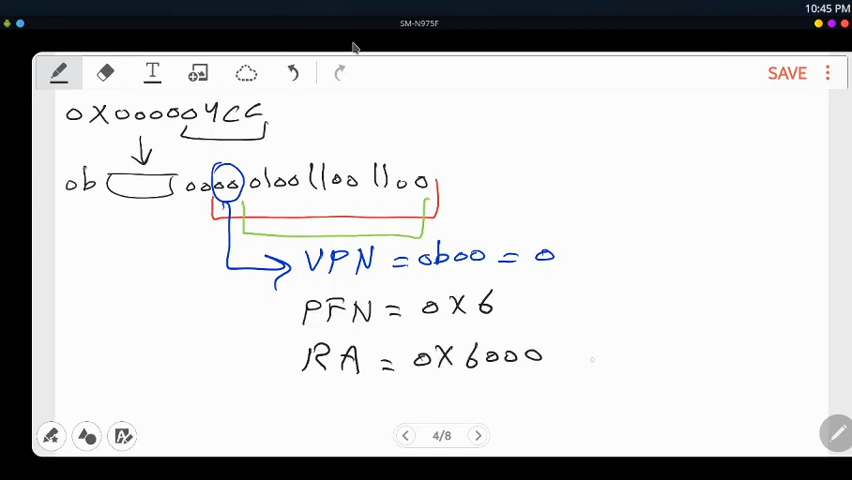 10:45 PM
SM-N975F
T
SAVE
0X000004CC
0b 0000 0100 1100 1100
VPN = 0b00 = 0
PFN = 0X6
RA = 0X6000
4/8